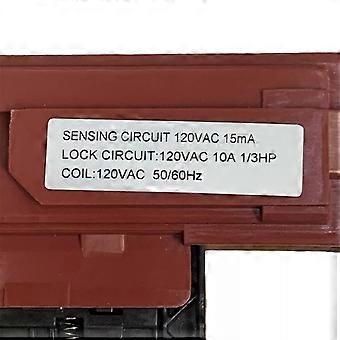 SENSING CIRCUIT 120VAC 15mA
LOCK CIRCUIT:120VAC 10A 1/3HP
COIL:120VAC 50/60Hz